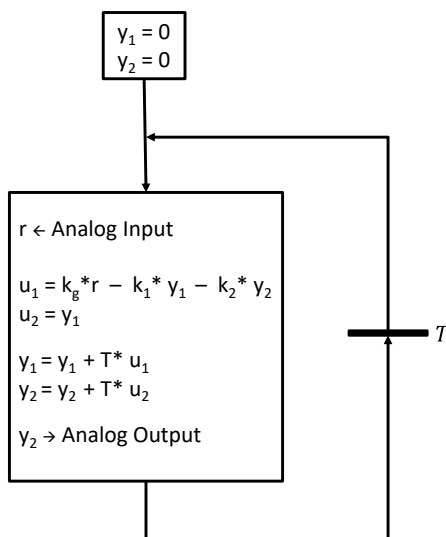 y₁ = 0
y₂ = 0
r ← Analog Input
u₁ = k_g*r – k₁* y₁ – k₂* y₂
u₂ = y₁
y₁ = y₁ + T* u₁
y₂ = y₂ + T* u₂
y₂ → Analog Output
T